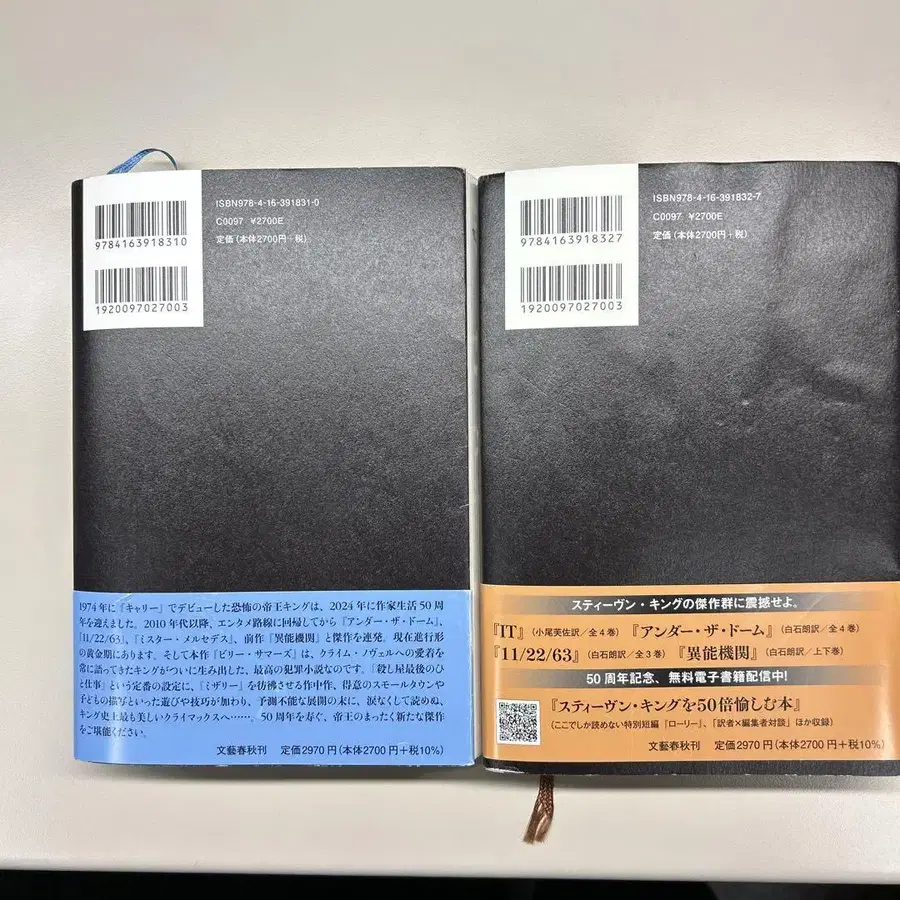 ISBN978-4-16-391831-0
C0097 ¥2700E
定価(本体2700円+税)
9784163918310
1920097027003
1974年に『キャリー』でデビューした恐怖の帝王キングは、2024年に作家生活50周
年を迎えました。2010年代以降、エンタメ路線に回帰してから『アンダー・ザ・ドーム』、
『11/22/63』、『ミスター・メルセデス』、前作『異能機関』と傑作を連発。現在進行形
の黄金期にあります。そして本作『ビリー・サマーズ』は、クライム・ノヴェルへの愛着を
常に語ってきたキングがついに生み出した、最高の犯罪小説なのです。「殺し屋最後のひ
と仕事」という定番の設定に、『ミザリー』を彷彿させる作中作、得意のスモールタウンや
子どもの描写といった遊びや技巧が加わり、予測不能な展開の末に、涙なくして読めぬ、
キング史上最も美しいクライマックスへ……。50周年を寿ぐ、帝王のまったく新たな傑作
をご堪能ください。
文藝春秋刊 定価2970円(本体2700円+税10%)
ISBN978-4-16-391832-7
C0097 ¥2700E
定価(本体2700円+税)
9784163918327
1920097027003
スティーヴン・キングの傑作群に震撼せよ。
『IT』(小尾芙佐訳/全4巻)『アンダー・ザ・ドーム』(白石朗訳/全4巻)
『11/22/63』(白石朗訳/全3巻)『異能機関』(白石朗訳/上下巻)
50周年記念、無料電子書籍配信中!
『スティーヴン・キングを50倍愉しむ本』
(ここでしか読めない特別短編『ローリー』、「訳者×編集者対談」ほか収録)
文藝春秋刊 定価2970円(本体2700円+税10%)